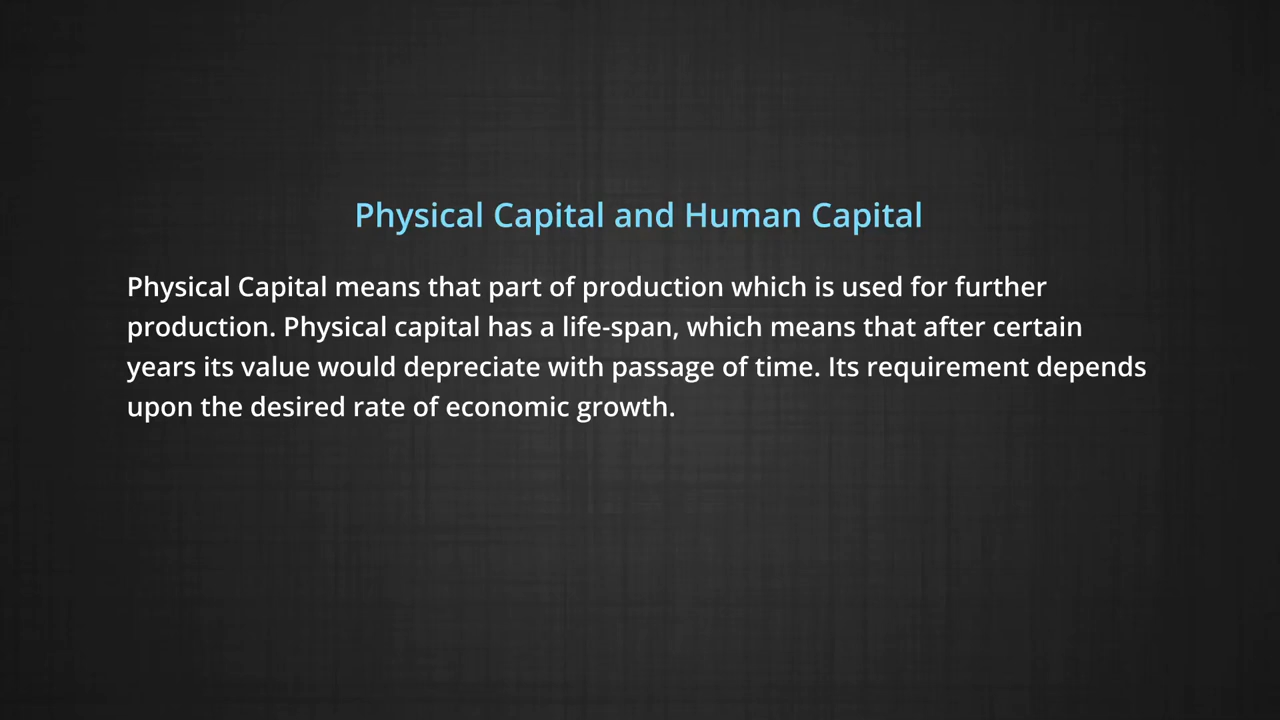 Physical Capital and Human Capital
Physical Capital means that part of production which is used for further
production. Physical capital has a life-span, which means that after certain
years its value would depreciate with passage of time. Its requirement depends
upon the desired rate of economic growth.